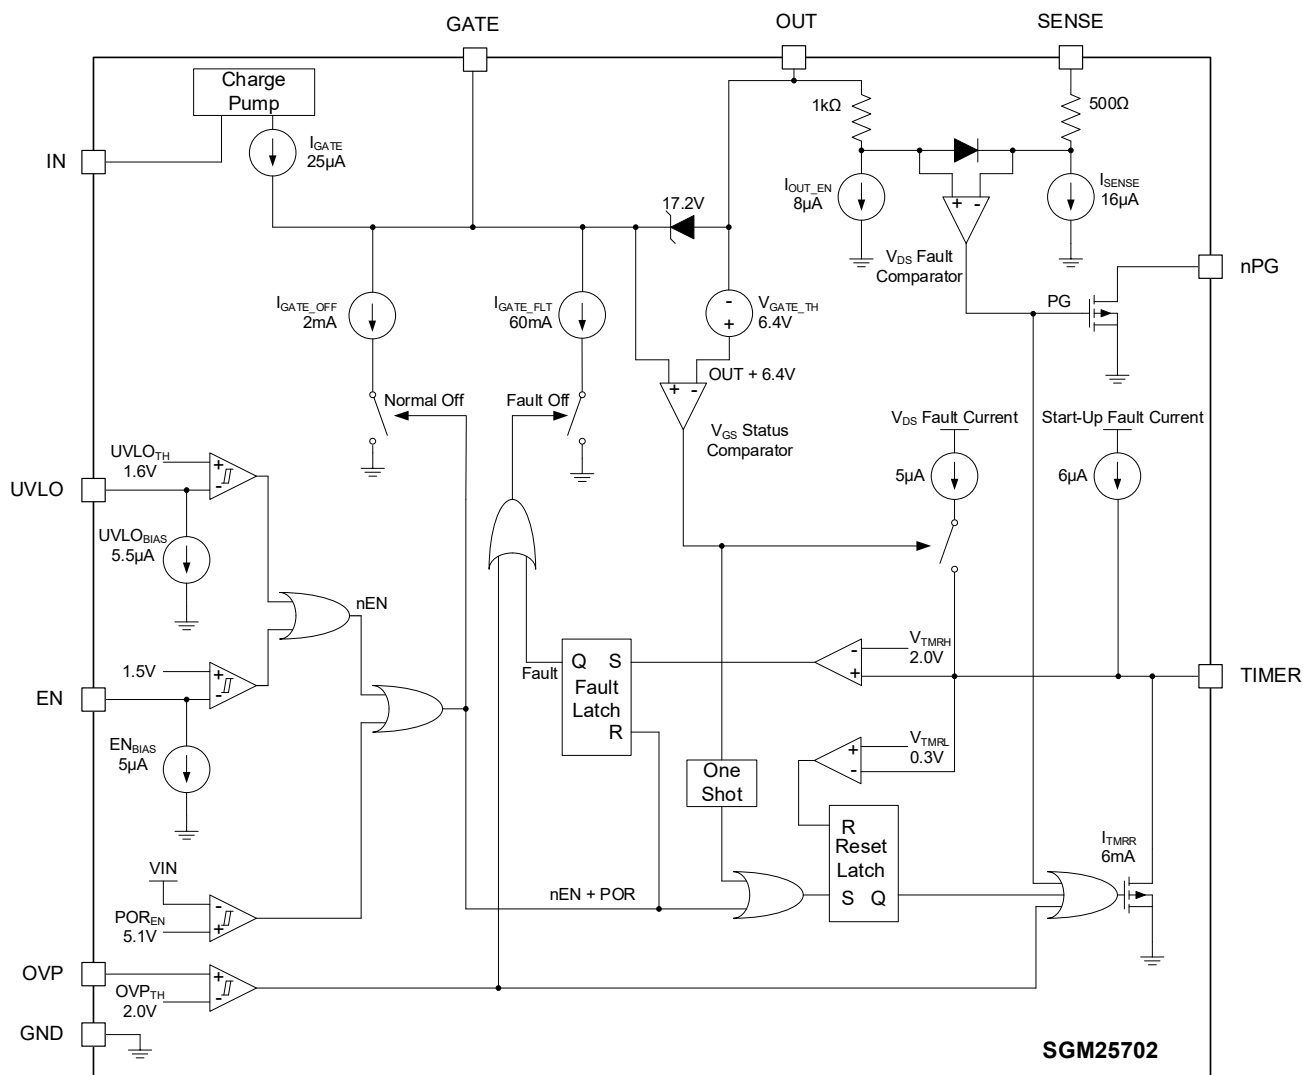 GATE
OUT
SENSE
Charge
Pump
1kΩ
500Ω
IN
IGATE
25µA
IOUT_EN
8µA
ISENSE
16µA
17.2V
+ -
VDS Fault
Comparator
nPG
IGATE_OFF
2mA
IGATE_FLT
60mA
-
+
VGATE_TH
6.4V
PG
OUT + 6.4V
+ -
Normal Off
Fault Off
VGS Status
Comparator
VDS Fault Current
Start-Up Fault Current
5µA
6µA
UVLOTH
1.6V
+
-
UVLO
UVLOBIAS
5.5µA
nEN
1.5V
+
-
EN
ENBIAS
5µA
Q S
Fault
Latch
R
Fault
-
+
VTMRH
2.0V
TIMER
+
-
VTMRL
0.3V
One
Shot
R
Reset
Latch
S Q
ITMRR
6mA
VIN
POREN
5.1V
-
+
nEN + POR
OVP
OVPTH
2.0V
+
-
GND
SGM25702